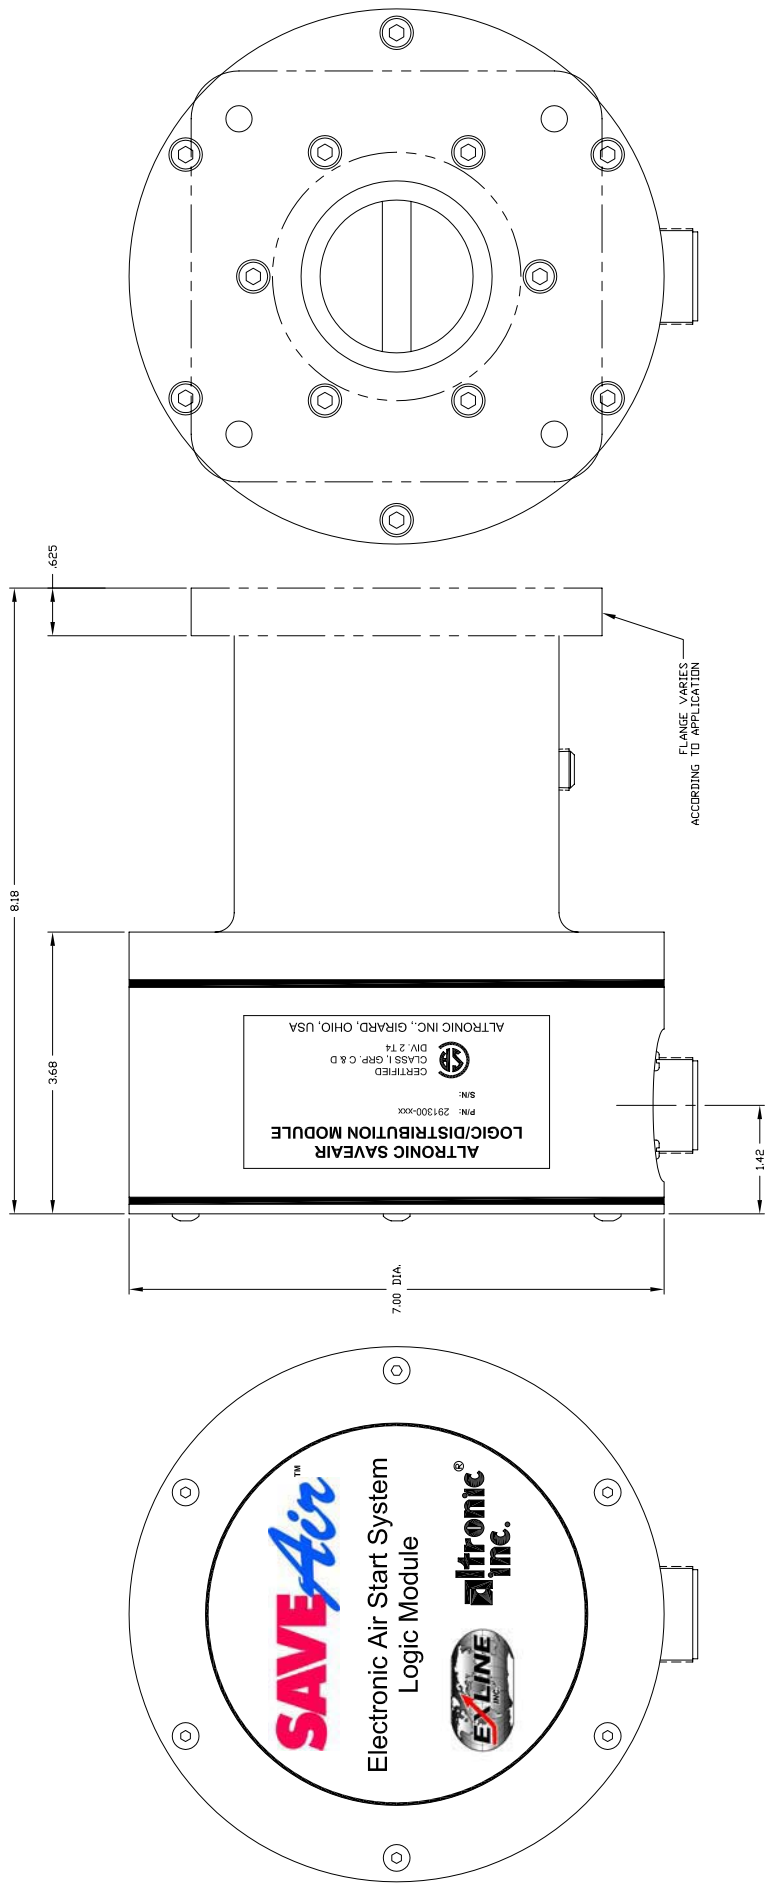 .625
8.18
3.68
FLANGE VARIES
ACCORDING TO APPLICATION
ALTRONIC SAVEAIR
LOGIC/DISTRIBUTION MODULE
P/N: 291300-xxx
S/N:
CERTIFIED
CLASS I, GRP. C & D
DIV. 2 T4
SA
ALTRONIC INC., GIRARD, OHIO, USA
1.42
7.00 DIA.
SAVE Air™
Electronic Air Start System
Logic Module
EXLINE
INC.
altronic®
inc.